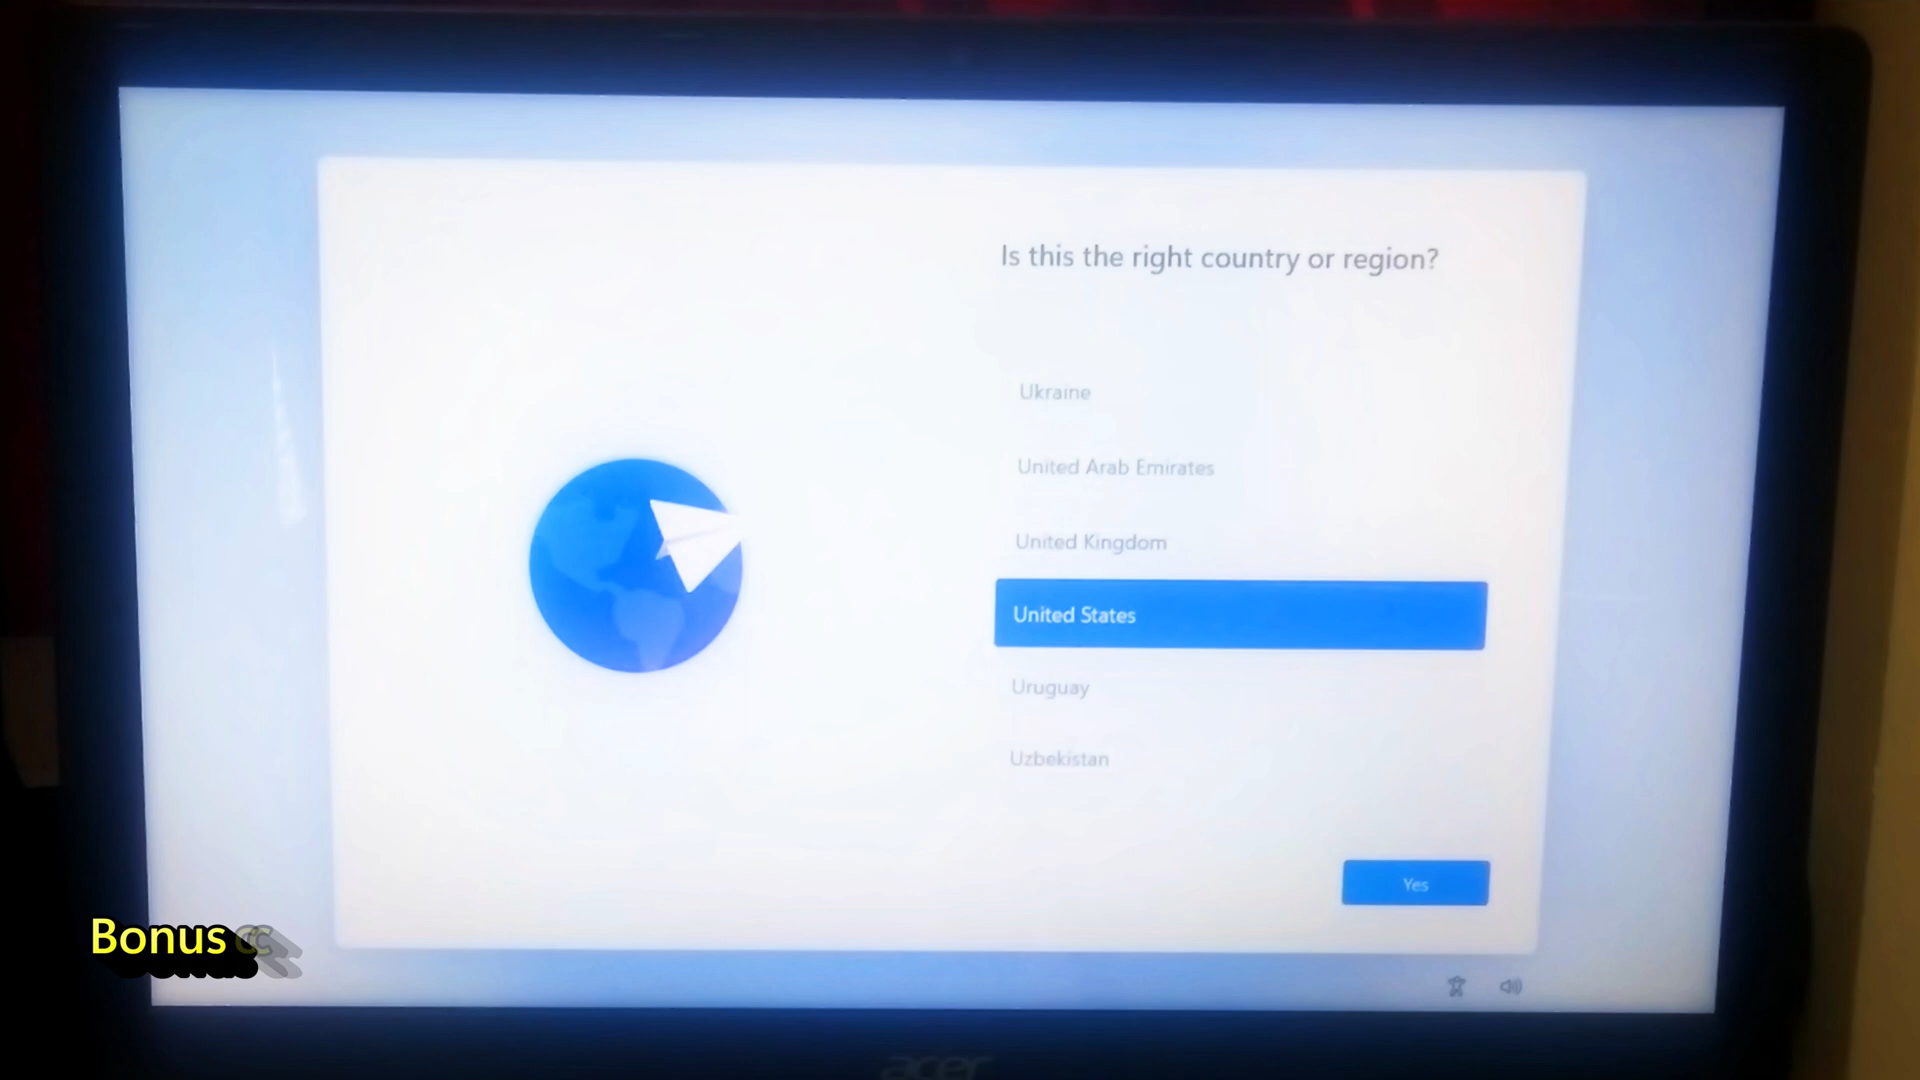 Is this the right country or region?
Ukraine
United Arab Emirates
United Kingdom
United States
Uruguay
Uzbekistan
Yes
Bonus
acer